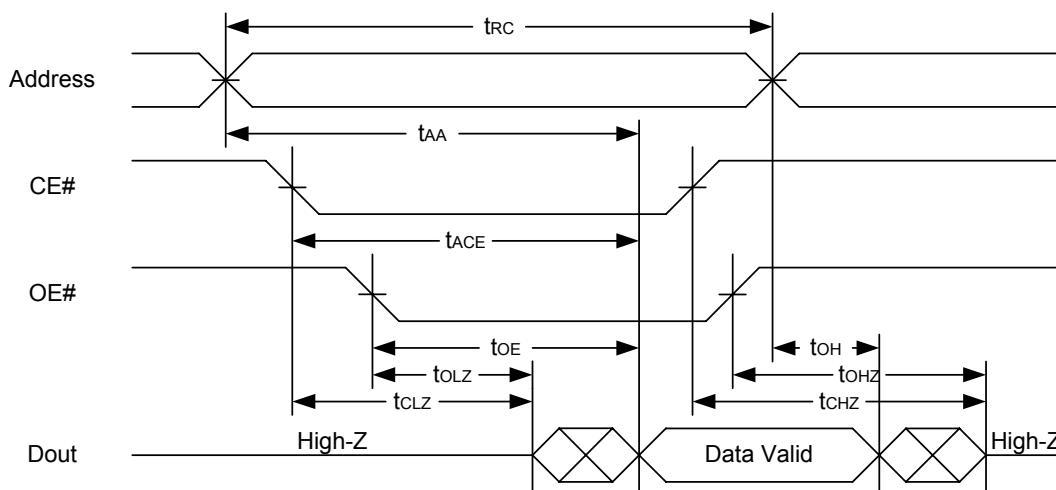 tRC
Address
tAA
CE#
tACE
OE#
tOE
tOH
tOLZ
tOHZ
tCLZ
tCHZ
High-Z
Data Valid
High-Z
Dout